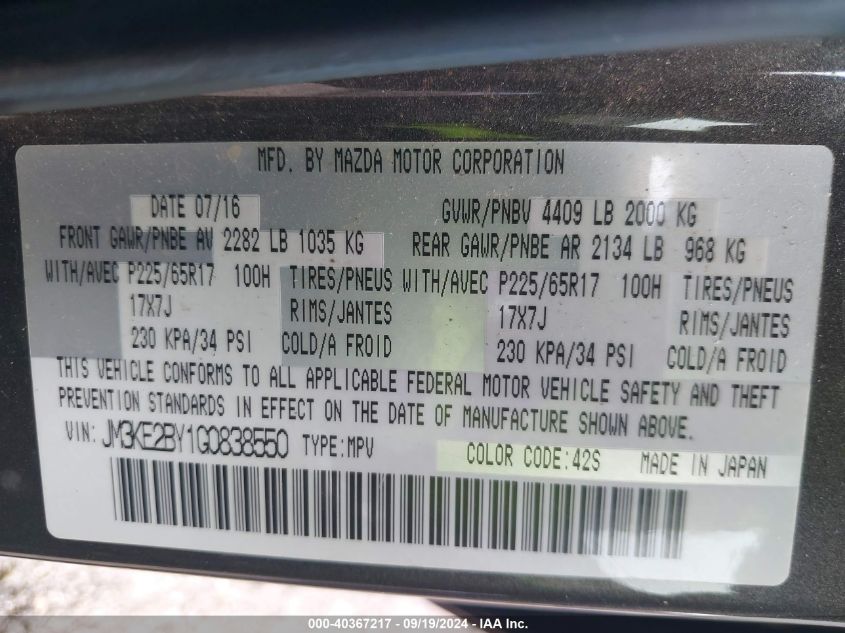 MFD. BY MAZDA MOTOR CORPORATION
DATE 07/16 GVWR/PNBV 4409 LB 2000 KG
FRONT GAWR/PNBE AV 2282 LB 1035 KG REAR GAWR/PNBE AR 2134 LB 968 KG
WITH/AVEC P225/65R17 100H TIRES/PNEUS WITH/AVEC P225/65R17 100H TIRES/PNEUS
17X7J RIMS/JANTES 17X7J RIMS/JANTES
230 KPA/34 PSI COLD/A FROID 230 KPA/34 PSI COLD/A FROID
THIS VEHICLE CONFORMS TO ALL APPLICABLE FEDERAL MOTOR VEHICLE SAFETY AND THEFT
PREVENTION STANDARDS IN EFFECT ON THE DATE OF MANUFACTURE SHOWN ABOVE.
VIN: JM3KE2BY1G0838550 TYPE:MPV COLOR CODE:42S MADE IN JAPAN
000-40367217 - 09/19/2024 - IAA Inc.